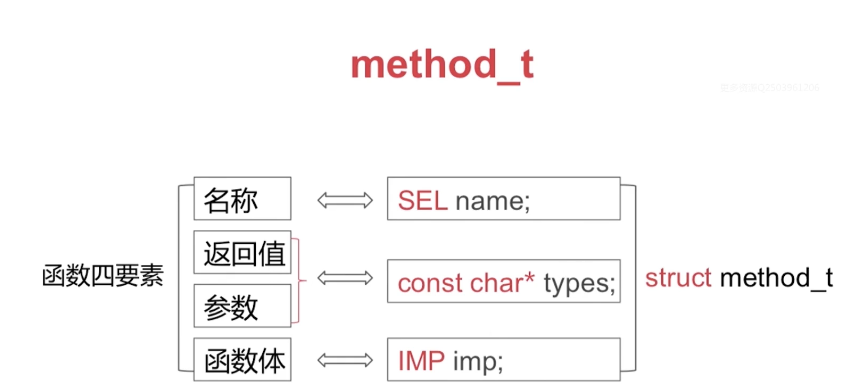 method_t
名称
SEL name;
返回值
函数四要素
const char* types;
struct method_t
参数
函数体
IMP imp;